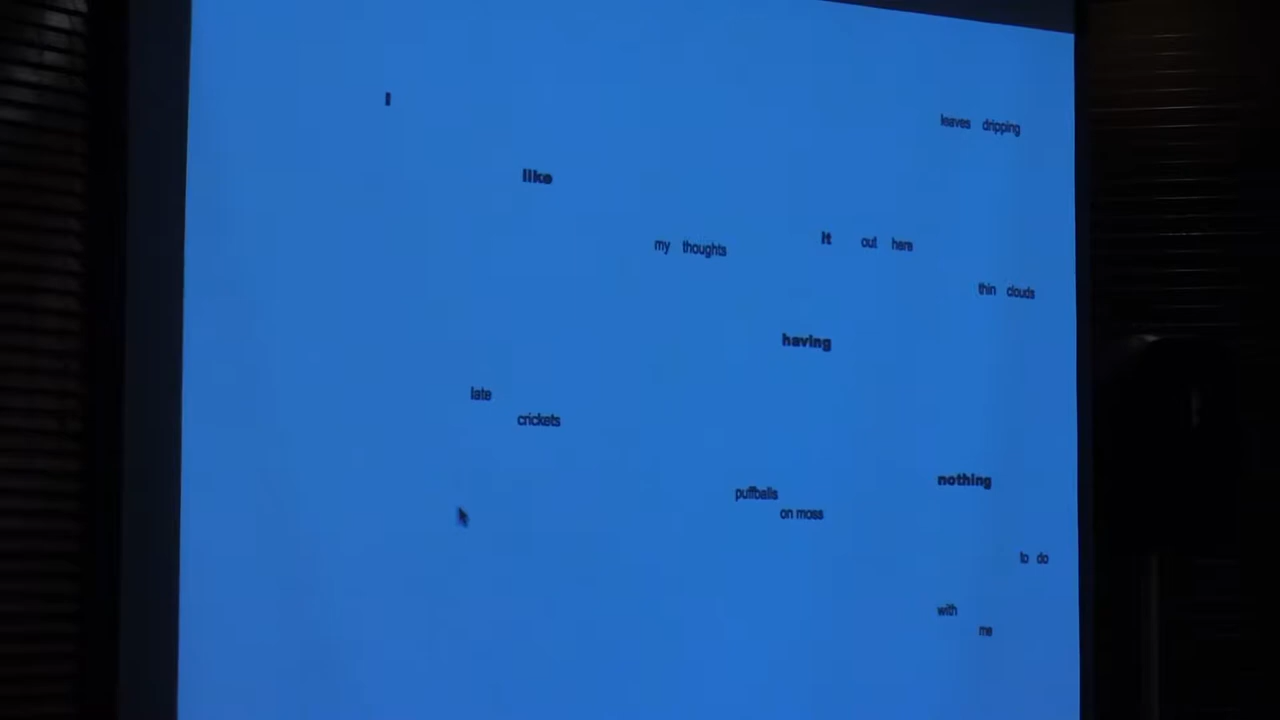 I
leaves dripping
like
my thoughts it out here
thin clouds
having
late
crickets
nothing
puffballs
on moss
to do
with
me